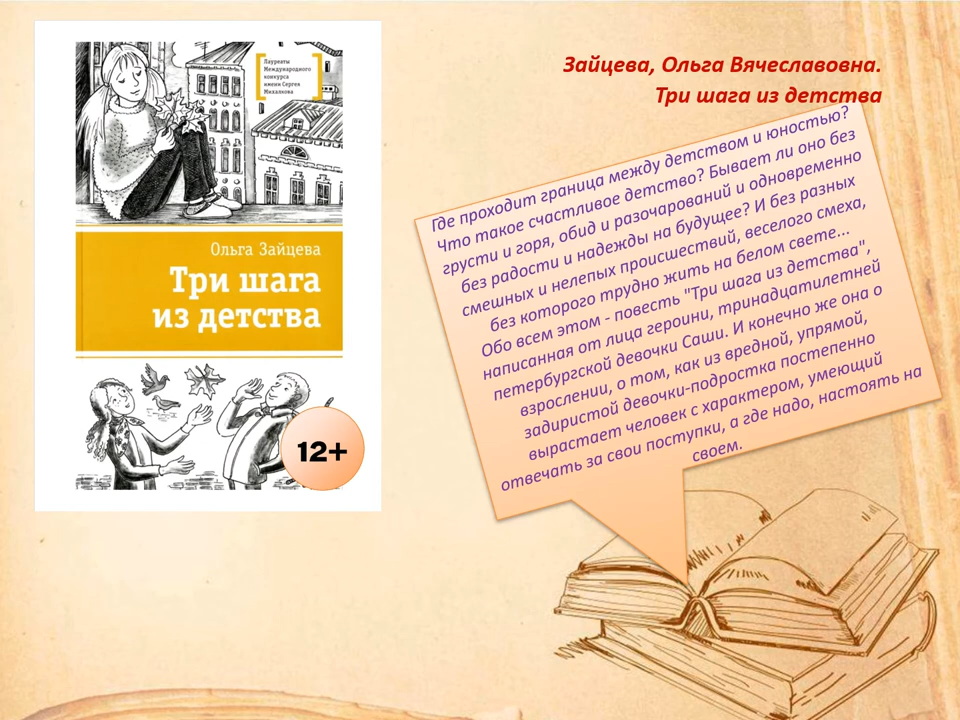 Лауреаты
Международного
конкурса
имени Сергея
Михалкова
Ольга Зайцева
Три шага
из детства
12+
Зайцева, Ольга Вячеславовна.
Три шага из детства
Где проходит граница между детством и юностью?
Что такое счастливое детство? Бывает ли оно без
грусти и горя, обид и разочарований и одновременно
без радости и надежды на будущее? И без разных
смешных и нелепых происшествий, веселого смеха,
без которого трудно жить на белом свете...
Обо всем этом - повесть "Три шага из детства",
написанная от лица героини, тринадцатилетней
петербургской девочки Саши. И конечно же она о
взрослении, о том, как из вредной, упрямой,
задиристой девочки-подростка постепенно
вырастает человек с характером, умеющий
отвечать за свои поступки, а где надо, настоять на
своем.